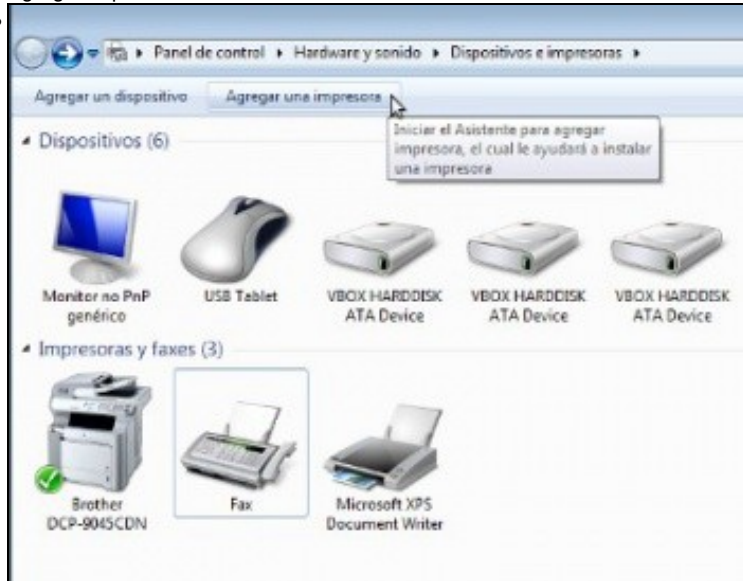 Panel de control ▸ Hardware y sonido ▸ Dispositivos e impresoras ▸
Agregar un dispositivo Agregar una impresora
Iniciar el Asistente para agregar
impresora, el cual le ayudará a instalar
una impresora
Dispositivos (6)
Monitor no PnP
genérico
USB Tablet
VBOX HARDDISK
ATA Device
VBOX HARDDISK
ATA Device
VBOX HARDDISK
ATA Device
Impresoras y faxes (3)
Brother
DCP-9045CDN
Fax
Microsoft XPS
Document Writer